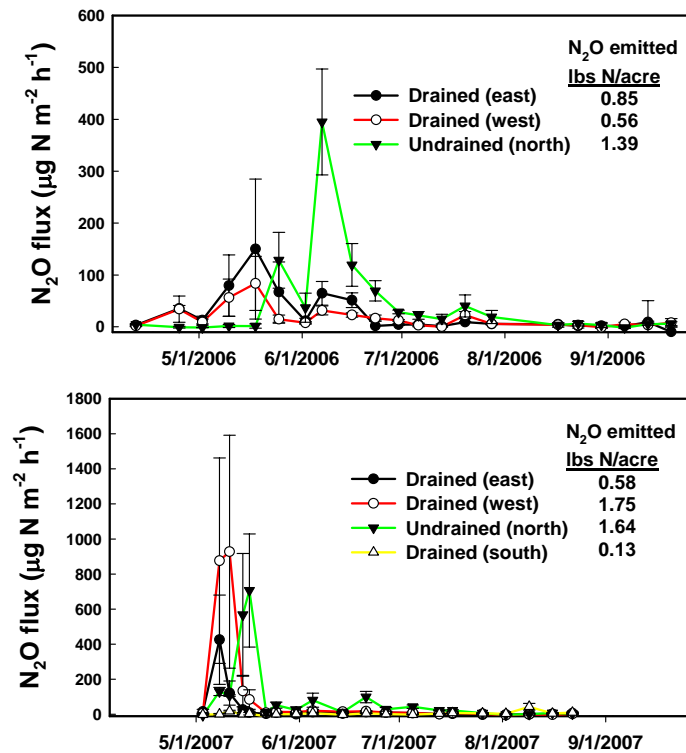 N₂O flux (µg N m⁻² h⁻¹)
600
500
400
300
200
100
0
N₂O emitted
lbs N/acre
Drained (east) 0.85
Drained (west) 0.56
Undrained (north) 1.39
5/1/2006 6/1/2006 7/1/2006 8/1/2006 9/1/2006
N₂O flux (µg N m⁻² h⁻¹)
1800
1600
1400
1200
1000
800
600
400
200
0
N₂O emitted
lbs N/acre
Drained (east) 0.58
Drained (west) 1.75
Undrained (north) 1.64
Drained (south) 0.13
5/1/2007 6/1/2007 7/1/2007 8/1/2007 9/1/2007